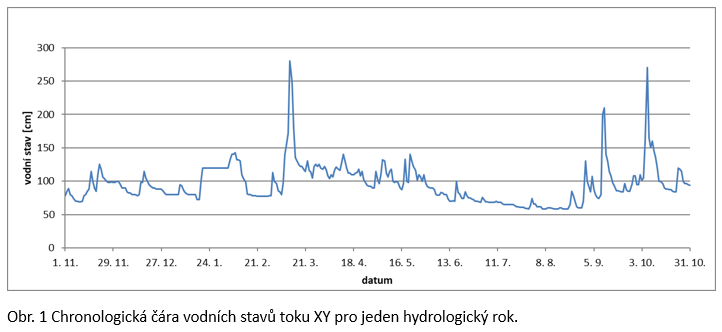 300
250
200
150
100
50
0
vodní stav [cm]
1. 11. 29. 11. 27. 12. 24. 1. 21. 2. 21. 3. 18. 4. 16. 5. 13. 6. 11. 7. 8. 8. 5. 9. 3. 10. 31. 10.
datum
Obr. 1 Chronologická čára vodních stavů toku XY pro jeden hydrologický rok.